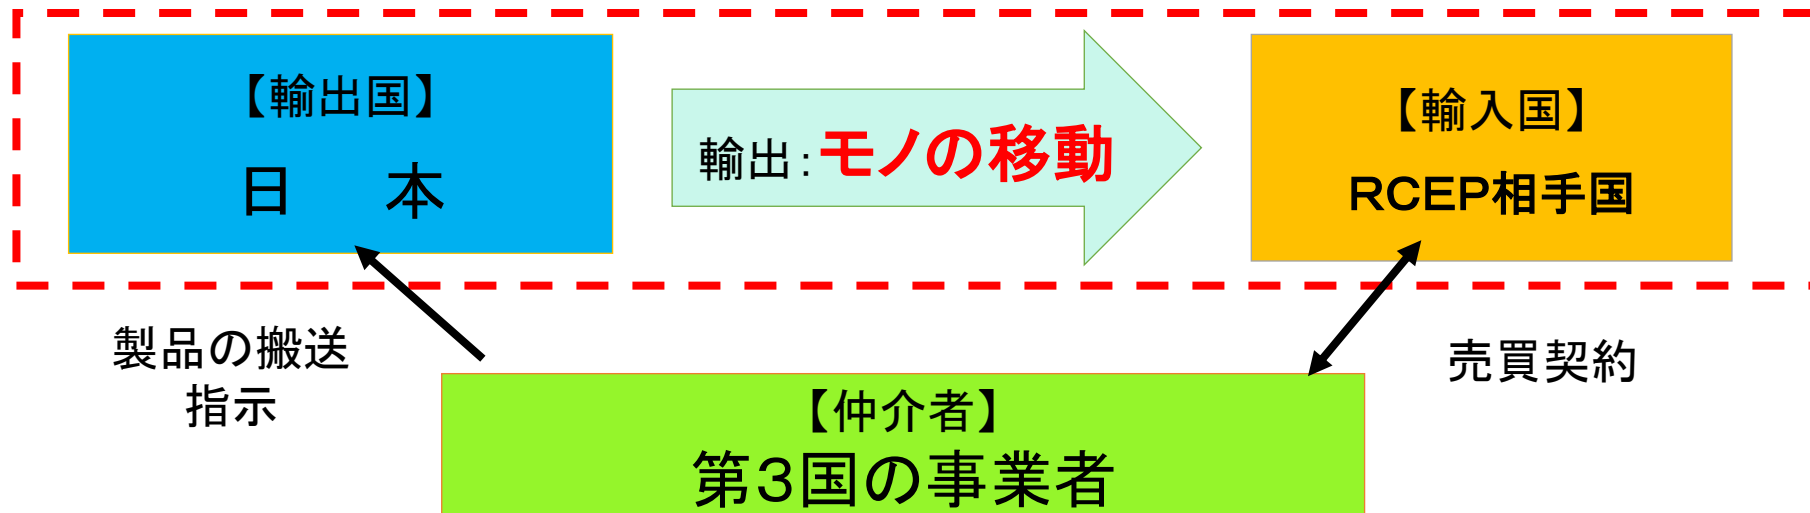 【輸出国】
日　本
輸出：モノの移動
【輸入国】
RCEP相手国
製品の搬送
指示
売買契約
【仲介者】
第3国の事業者